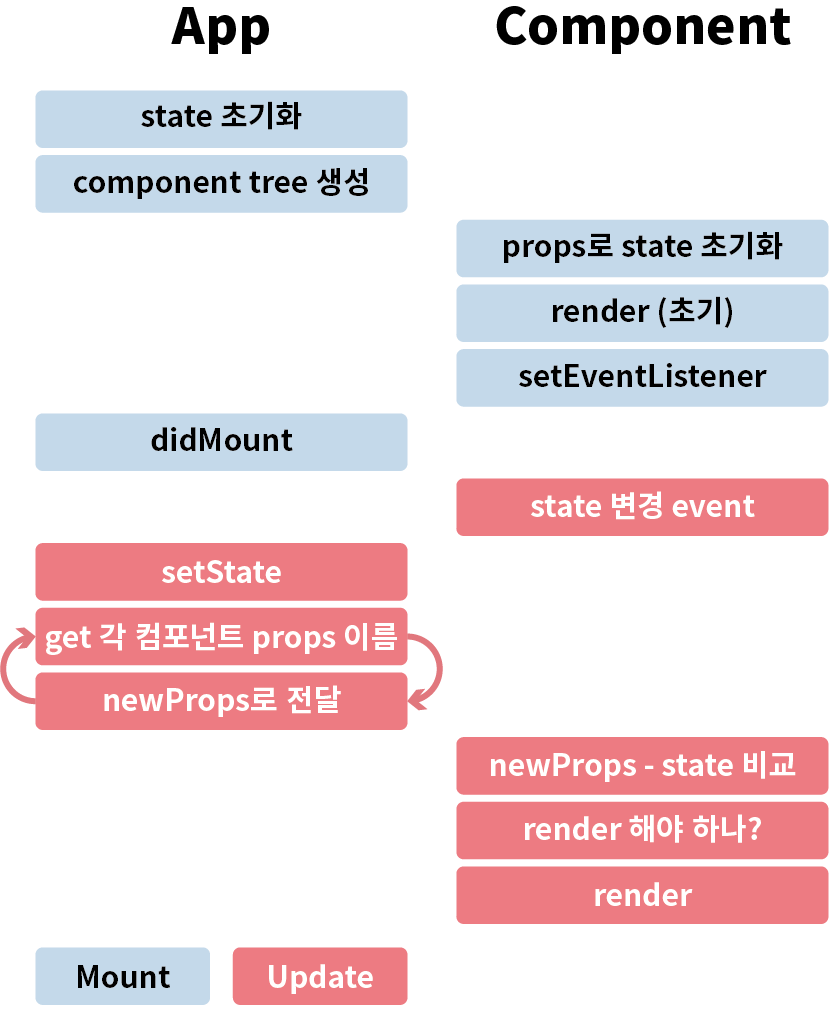 App
Component
state 초기화
component tree 생성
props로 state 초기화
render (초기)
setEventListener
didMount
state 변경 event
setState
get 각 컴포넌트 props 이름
newProps로 전달
newProps - state 비교
render 해야 하나?
render
Mount
Update